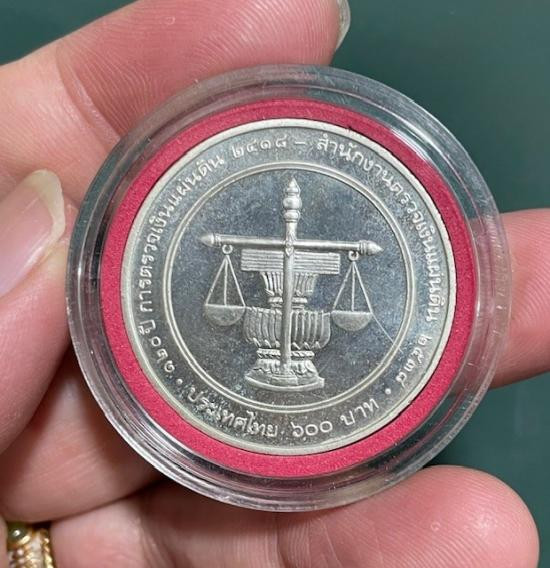 ๑๒๐ ปี การตรวจเงินแผ่นดิน ๒๔๑๘ – สำนักงานตรวจเงินแผ่นดิน ๒๕๓๘
• ประเทศไทย ๖๐๐ บาท •